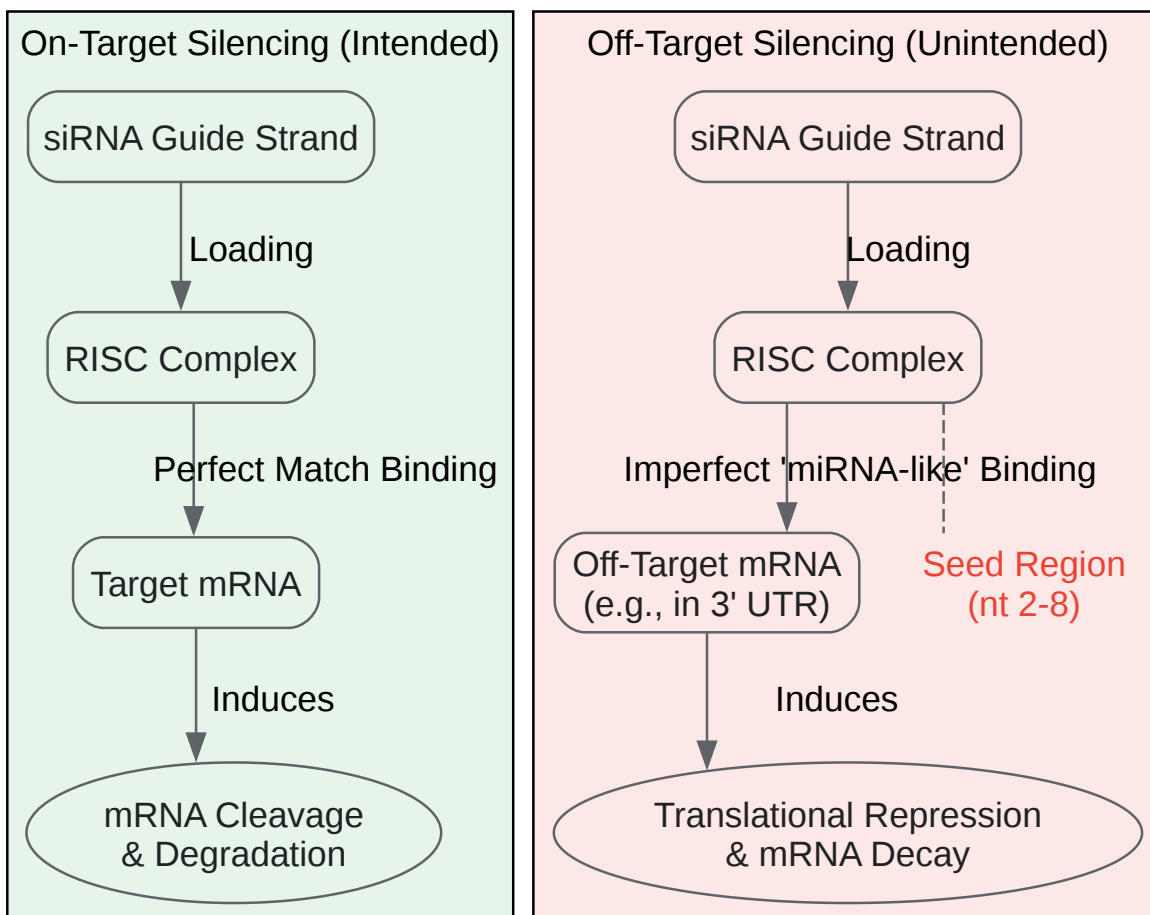 On-Target Silencing (Intended)
siRNA Guide Strand
Loading
RISC Complex
Perfect Match Binding
Target mRNA
Induces
mRNA Cleavage
& Degradation
Off-Target Silencing (Unintended)
siRNA Guide Strand
Loading
RISC Complex
Imperfect 'miRNA-like' Binding
Off-Target mRNA
(e.g., in 3' UTR)
Seed Region
(nt 2-8)
Induces
Translational Repression
& mRNA Decay